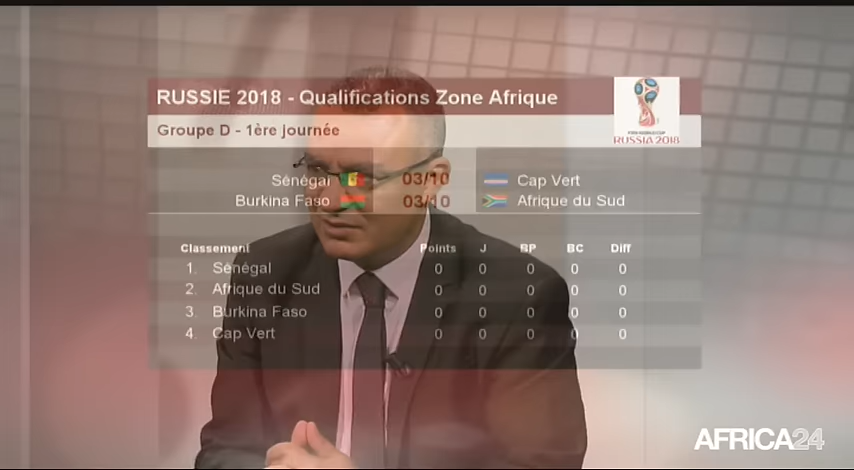 RUSSIE 2018 - Qualifications Zone Afrique
FIFA WORLD CUP
RUSSIA 2018
Groupe D - 1ère journée
Sénégal 03/10 Cap Vert
Burkina Faso 03/10 Afrique du Sud
Classement Points J BP BC Diff
1. Sénégal 0 0 0 0 0
2. Afrique du Sud 0 0 0 0 0
3. Burkina Faso 0 0 0 0 0
4. Cap Vert 0 0 0 0 0
AFRICA24